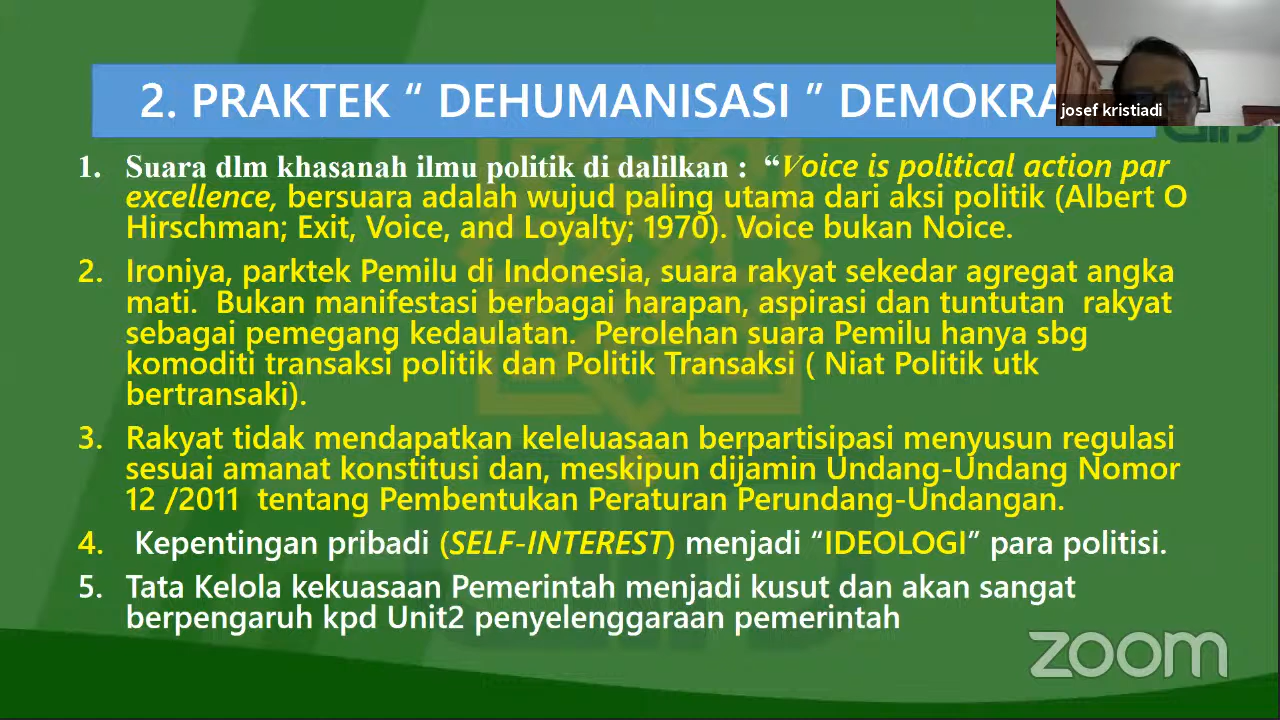 2. PRAKTEK “ DEHUMANISASI ” DEMOKRA
josef kristiadi
1. Suara dlm khasanah ilmu politik di dalilkan : “Voice is political action par
excellence, bersuara adalah wujud paling utama dari aksi politik (Albert O
Hirschman; Exit, Voice, and Loyalty; 1970). Voice bukan Noice.
2. Ironiya, parktek Pemilu di Indonesia, suara rakyat sekedar agregat angka
mati. Bukan manifestasi berbagai harapan, aspirasi dan tuntutan rakyat
sebagai pemegang kedaulatan. Perolehan suara Pemilu hanya sbg
komoditi transaksi politik dan Politik Transaksi ( Niat Politik utk
bertransaki).
3. Rakyat tidak mendapatkan keleluasaan berpartisipasi menyusun regulasi
sesuai amanat konstitusi dan, meskipun dijamin Undang-Undang Nomor
12 /2011 tentang Pembentukan Peraturan Perundang-Undangan.
4. Kepentingan pribadi (SELF-INTEREST) menjadi “IDEOLOGI” para politisi.
5. Tata Kelola kekuasaan Pemerintah menjadi kusut dan akan sangat
berpengaruh kpd Unit2 penyelenggaraan pemerintah
zoom